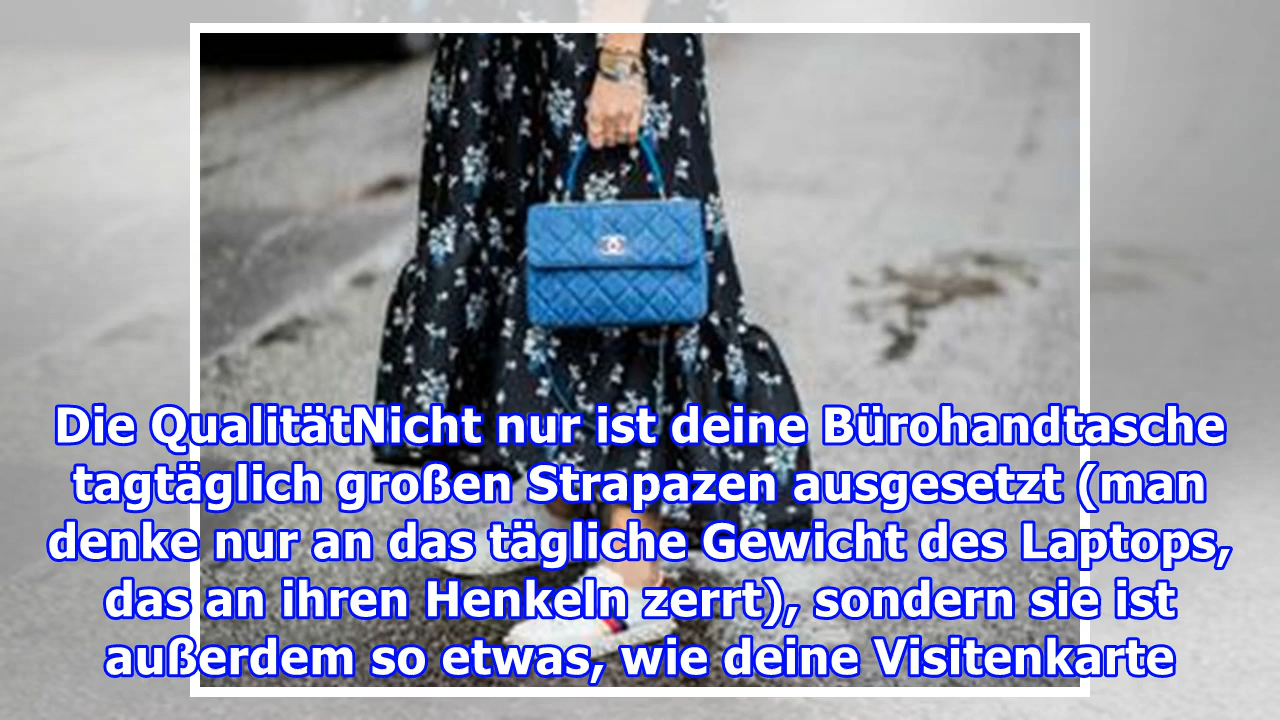 Die QualitätNicht nur ist deine Bürohandtasche
tagtäglich großen Strapazen ausgesetzt (man
denke nur an das tägliche Gewicht des Laptops,
das an ihren Henkeln zerrt), sondern sie ist
außerdem so etwas, wie deine Visitenkarte